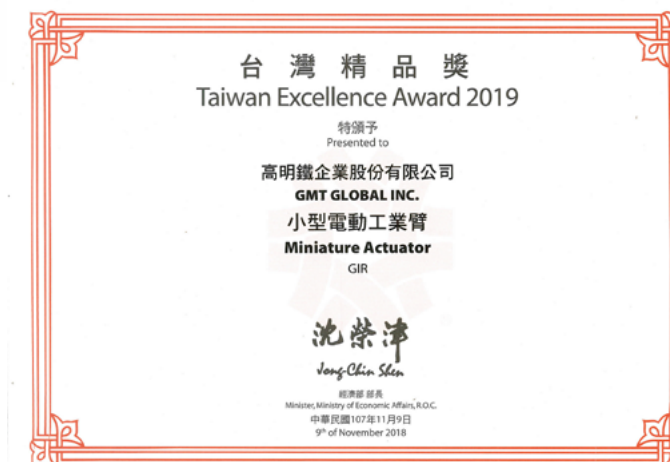 台灣精品獎
Taiwan Excellence Award 2019
特頒予
Presented to
高明鐵企業股份有限公司
GMT GLOBAL INC.
小型電動工業臂
Miniature Actuator
GIR
沈榮津
Jong-Chin Shen
經濟部 部長
Minister, Ministry of Economic Affairs, R.O.C.
中華民國107年11月9日
9th of November 2018